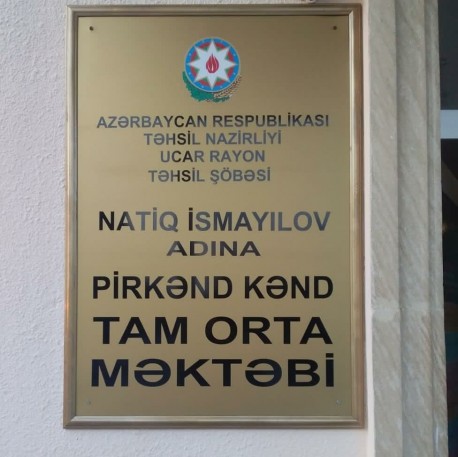 AZƏRBAYCAN RESPUBLİKASI
TƏHSİL NAZİRLİYİ
UCAR RAYON
TƏHSİL ŞÖBƏSİ
NATİQ İSMAYILOV
ADINA
PİRKƏND KƏND
TAM ORTA
MƏKTƏBİ